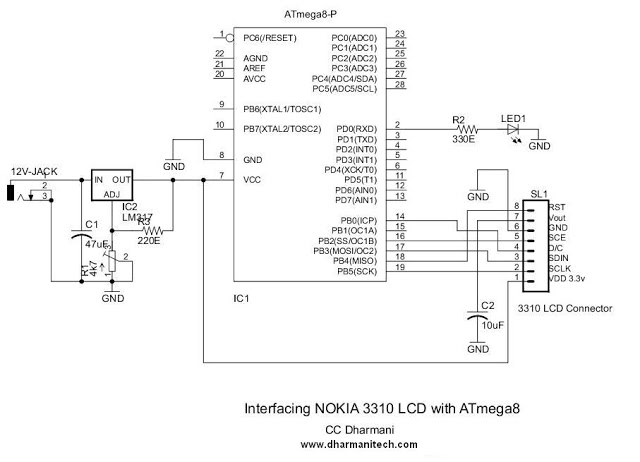 ATmega8-P
1 PC6(/RESET) PC0(ADC0) 23
PC1(ADC1) 24
22 AGND PC2(ADC2) 25
21 AREF PC3(ADC3) 26
20 AVCC PC4(ADC4/SDA) 27
PC5(ADC5/SCL) 28
9 PB6(XTAL1/TOSC1)
10 PB7(XTAL2/TOSC2) PD0(RXD) 2
PD1(TXD) 3
PD2(INT0) 4
8 GND PD3(INT1) 5
PD4(XCK/T0) 6
7 VCC PD5(T1) 11
PD6(AIN0) 12
PD7(AIN1) 13
PB0(ICP) 14
PB1(OC1A) 15
PB2(SS/OC1B) 16
PB3(MOSI/OC2) 17
PB4(MISO) 18
PB5(SCK) 19
IC1
R2
330E
LED1
GND
GND
12V-JACK
1
2
3
IN OUT
ADJ
IC2
LM317
R3
220E
C1
47uF
R1
4k7
3
2
1
GND
GND
SL1
8 RST
7 Vout
6 GND
5 SCE
4 D/C
3 SDIN
2 SCLK
1 VDD 3.3v
3310 LCD Connector
C2
10uF
GND
Interfacing NOKIA 3310 LCD with ATmega8
CC Dharmani
www.dharmanitech.com